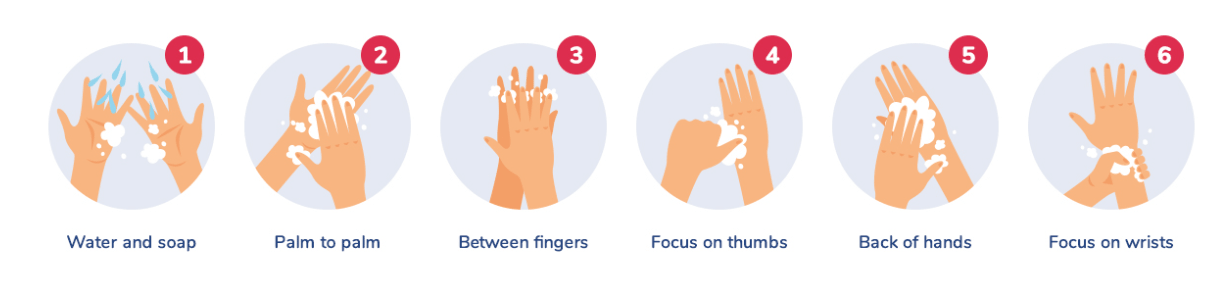 1
2
3
4
5
6
Water and soap
Palm to palm
Between fingers
Focus on thumbs
Back of hands
Focus on wrists